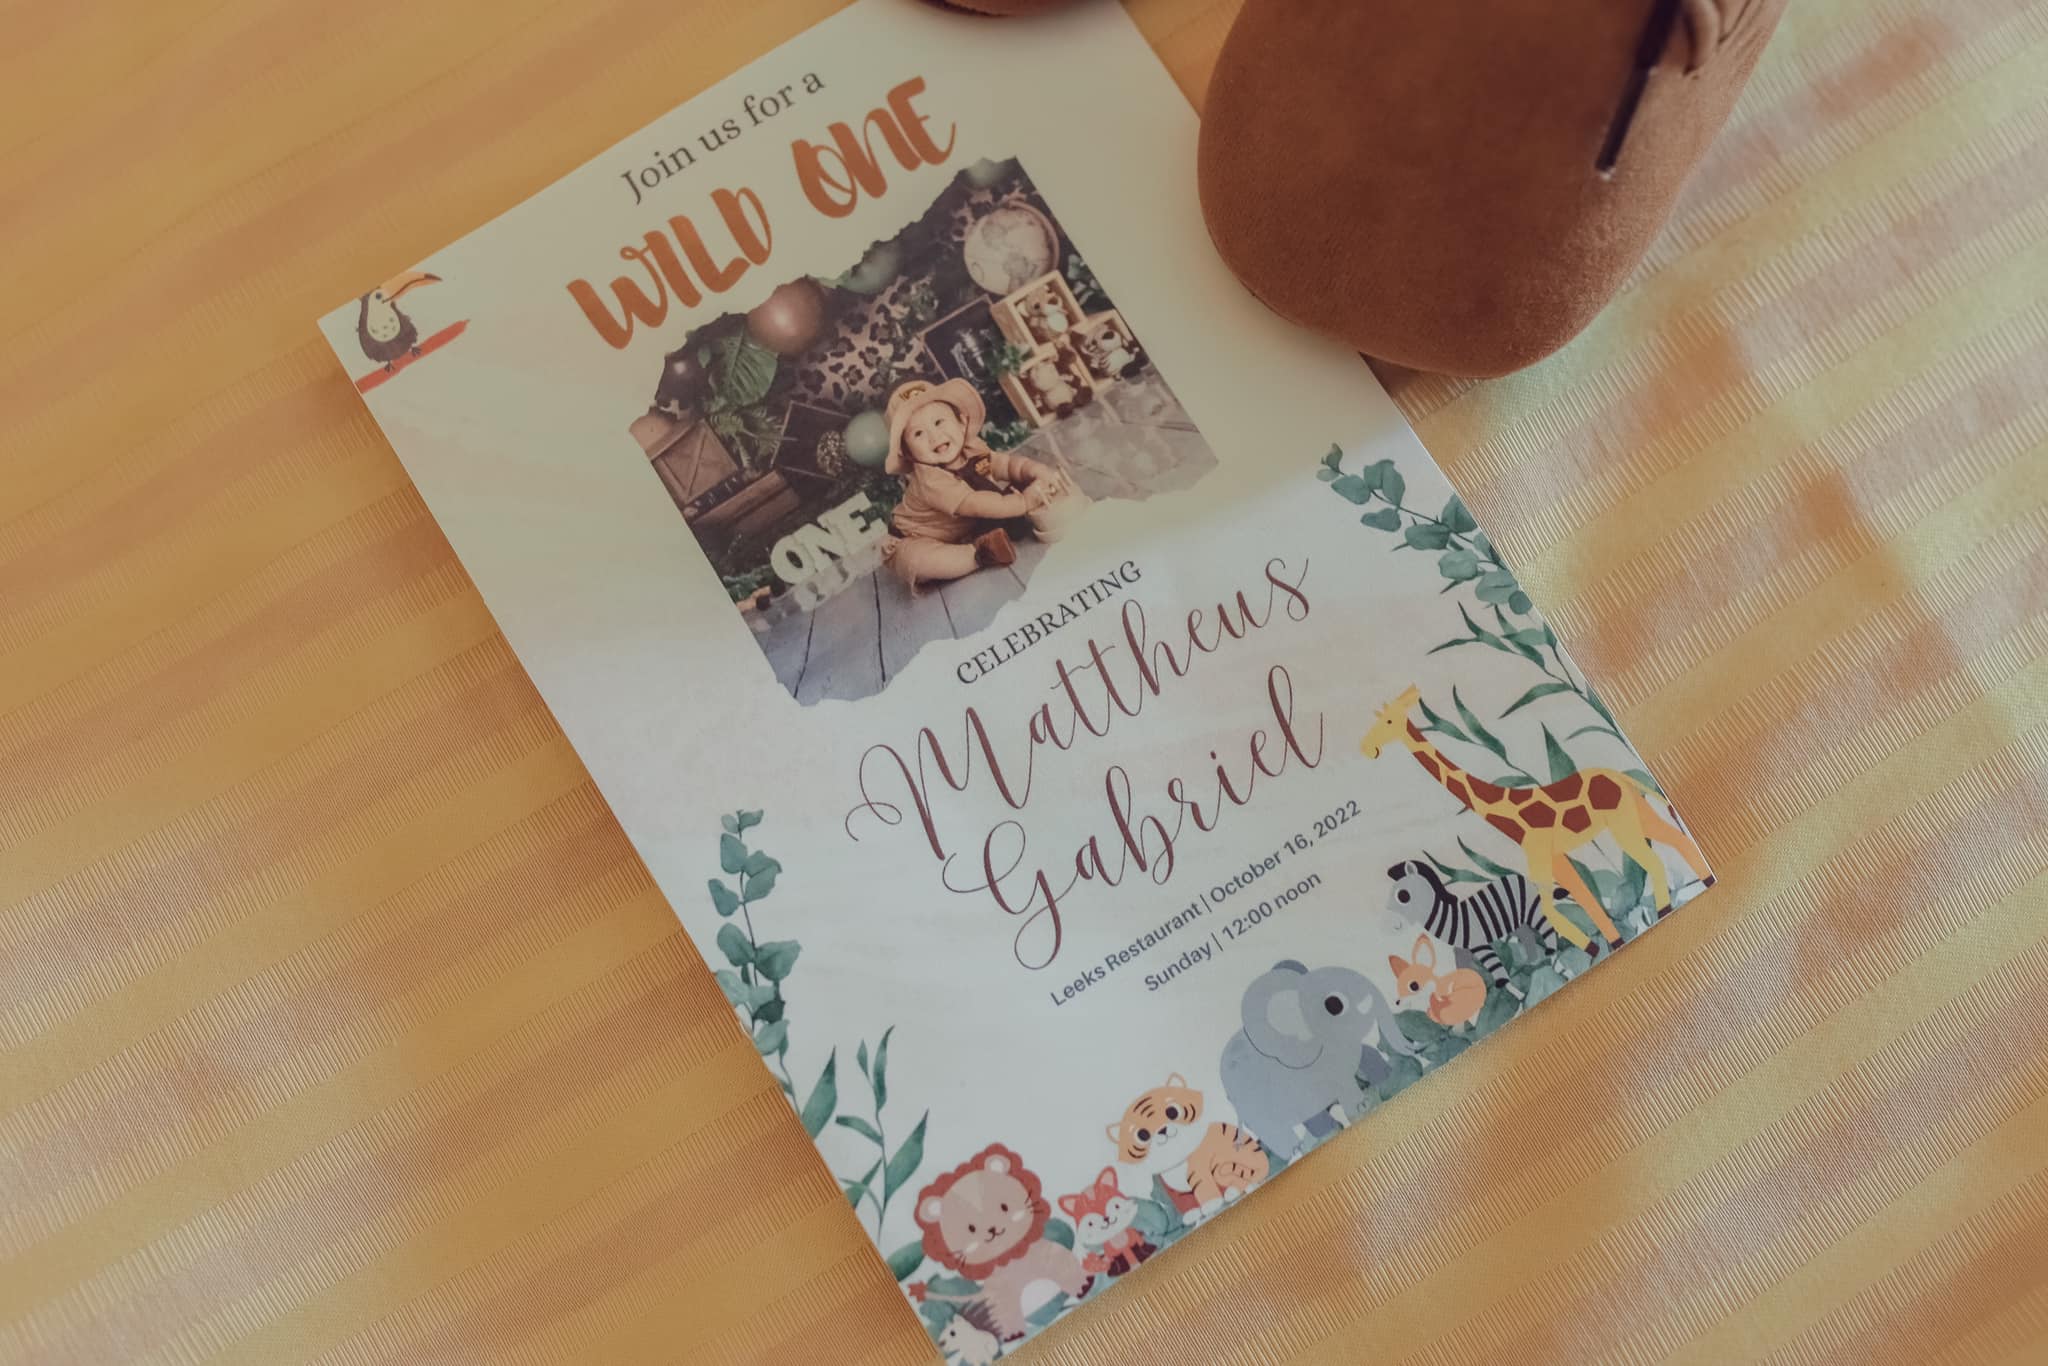 Join us for a
WILD ONE
ONE
CELEBRATING
Mattheus
Gabriel
Leeks Restaurant | October 16, 2022
Sunday | 12:00 noon